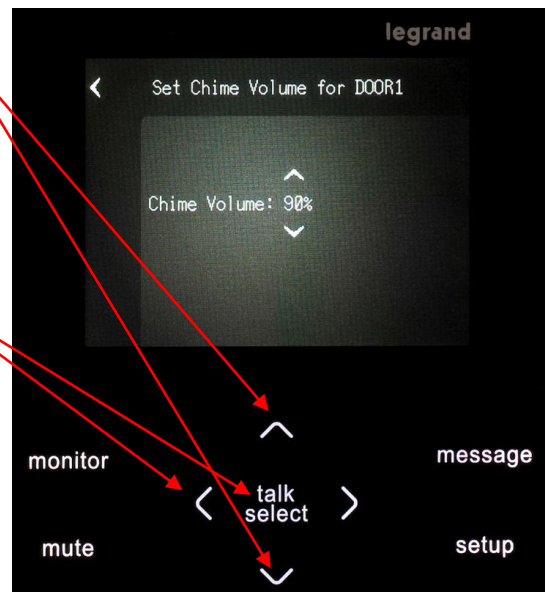 legrand
Set Chime Volume for DOOR1
Chime Volume: 90%
monitor
message
talk
select
mute
setup